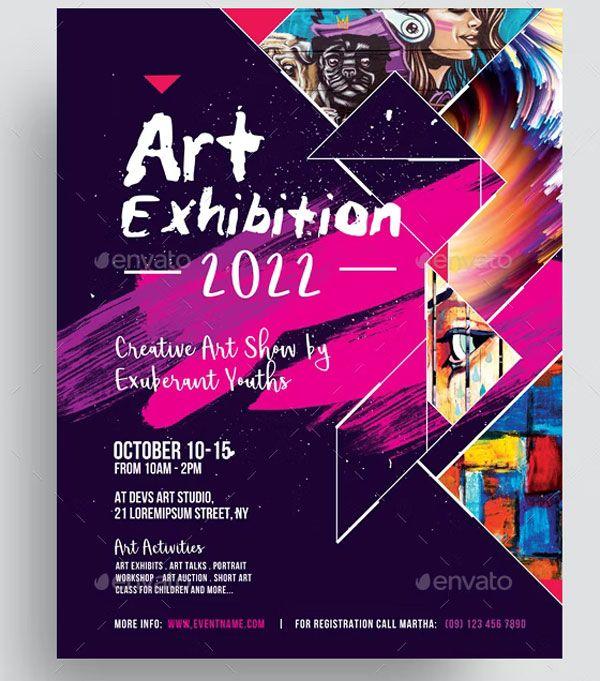 Art
Exhibition
2022
Creative Art Show by
Exuberant Youths
OCTOBER 10-15
FROM 10AM - 2PM
AT DEVS ART STUDIO,
21 LOREMIPSUM STREET, NY
Art Activities
ART EXHIBITS . ART TALKS . PORTRAIT
WORKSHOP . ART AUCTION . SHORT ART
CLASS FOR CHILDREN AND MORE...
MORE INFO: WWW.EVENTNAME.COM | FOR REGISTRATION CALL MARTHA: (09) 123 456 7890
envato
envato
envato
envato